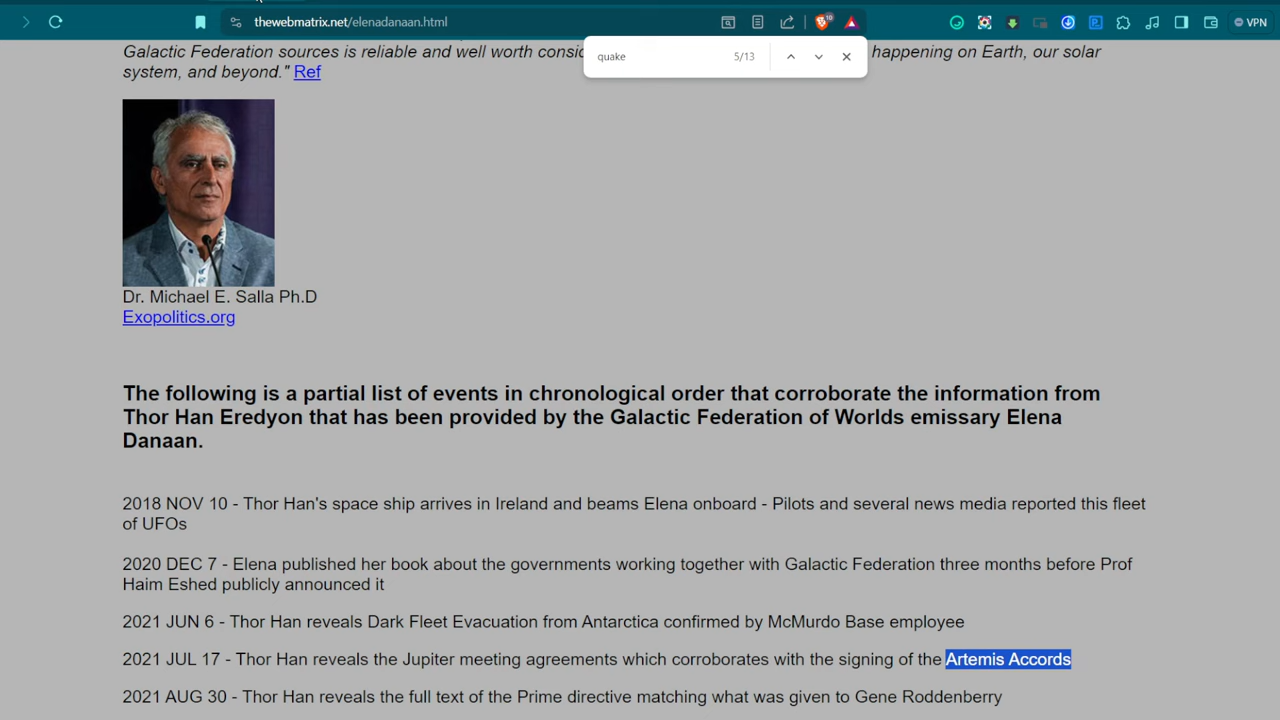 thewebmatrix.net/elenadanaan.html
10
VPN
quake 5/13
Galactic Federation sources is reliable and well worth consid happening on Earth, our solar
system, and beyond." Ref
Dr. Michael E. Salla Ph.D
Exopolitics.org
The following is a partial list of events in chronological order that corroborate the information from
Thor Han Eredyon that has been provided by the Galactic Federation of Worlds emissary Elena
Danaan.
2018 NOV 10 - Thor Han's space ship arrives in Ireland and beams Elena onboard - Pilots and several news media reported this fleet
of UFOs
2020 DEC 7 - Elena published her book about the governments working together with Galactic Federation three months before Prof
Haim Eshed publicly announced it
2021 JUN 6 - Thor Han reveals Dark Fleet Evacuation from Antarctica confirmed by McMurdo Base employee
2021 JUL 17 - Thor Han reveals the Jupiter meeting agreements which corroborates with the signing of the Artemis Accords
2021 AUG 30 - Thor Han reveals the full text of the Prime directive matching what was given to Gene Roddenberry